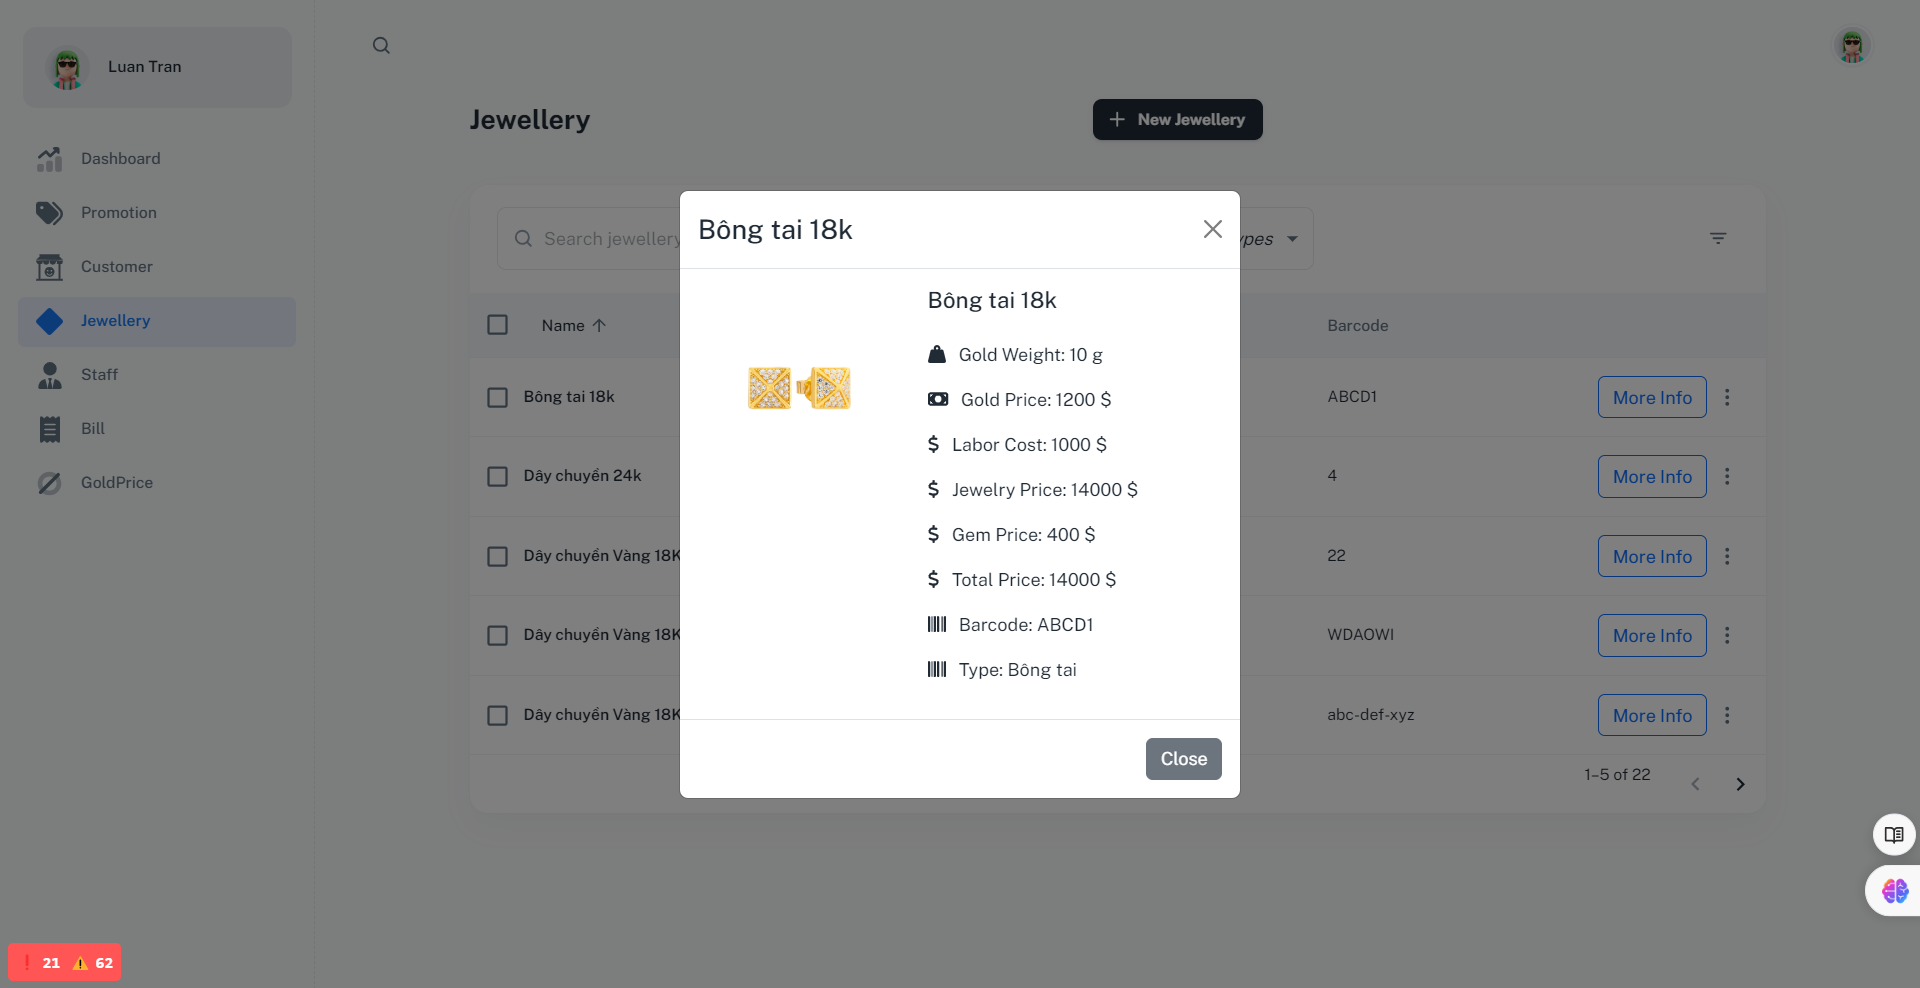 Luan Tran
Dashboard
Promotion
Customer
Jewellery
Staff
Bill
GoldPrice
Jewellery
New Jewellery
Search jewellery
ypes
Name
Barcode
Bông tai 18k
ABCD1
More Info
Dây chuyền 24k
4
More Info
Dây chuyền Vàng 18K
22
More Info
Dây chuyền Vàng 18K
WDAOWI
More Info
Dây chuyền Vàng 18K
abc-def-xyz
More Info
1–5 of 22
Bông tai 18k
Bông tai 18k
Gold Weight: 10 g
Gold Price: 1200 $
Labor Cost: 1000 $
Jewelry Price: 14000 $
Gem Price: 400 $
Total Price: 14000 $
Barcode: ABCD1
Type: Bông tai
Close
21 62